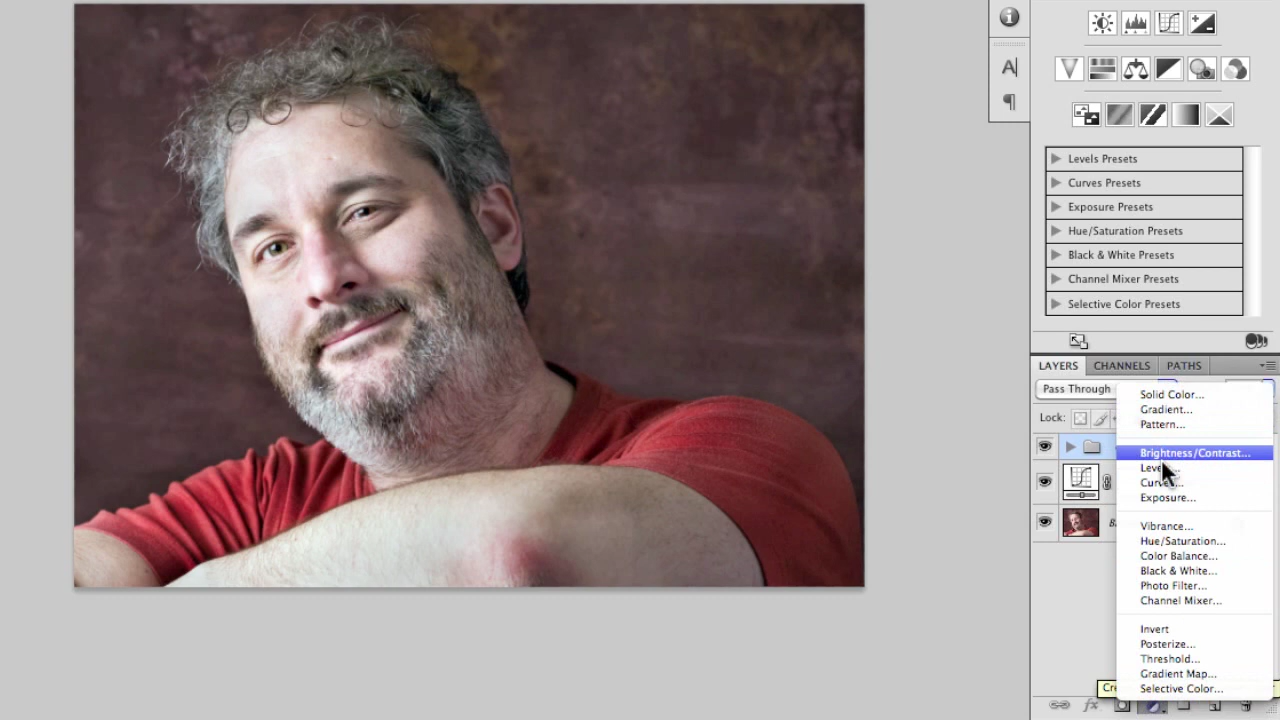 A
¶
Levels Presets
Curves Presets
Exposure Presets
Hue/Saturation Presets
Black & White Presets
Channel Mixer Presets
Selective Color Presets
LAYERS CHANNELS PATHS
Pass Through
Lock:
Solid Color...
Gradient...
Pattern...
Brightness/Contrast...
Exposure...
Vibrance...
Hue/Saturation...
Color Balance...
Black & White...
Photo Filter...
Channel Mixer...
Invert
Posterize...
Threshold...
Gradient Map...
Selective Color...
fx